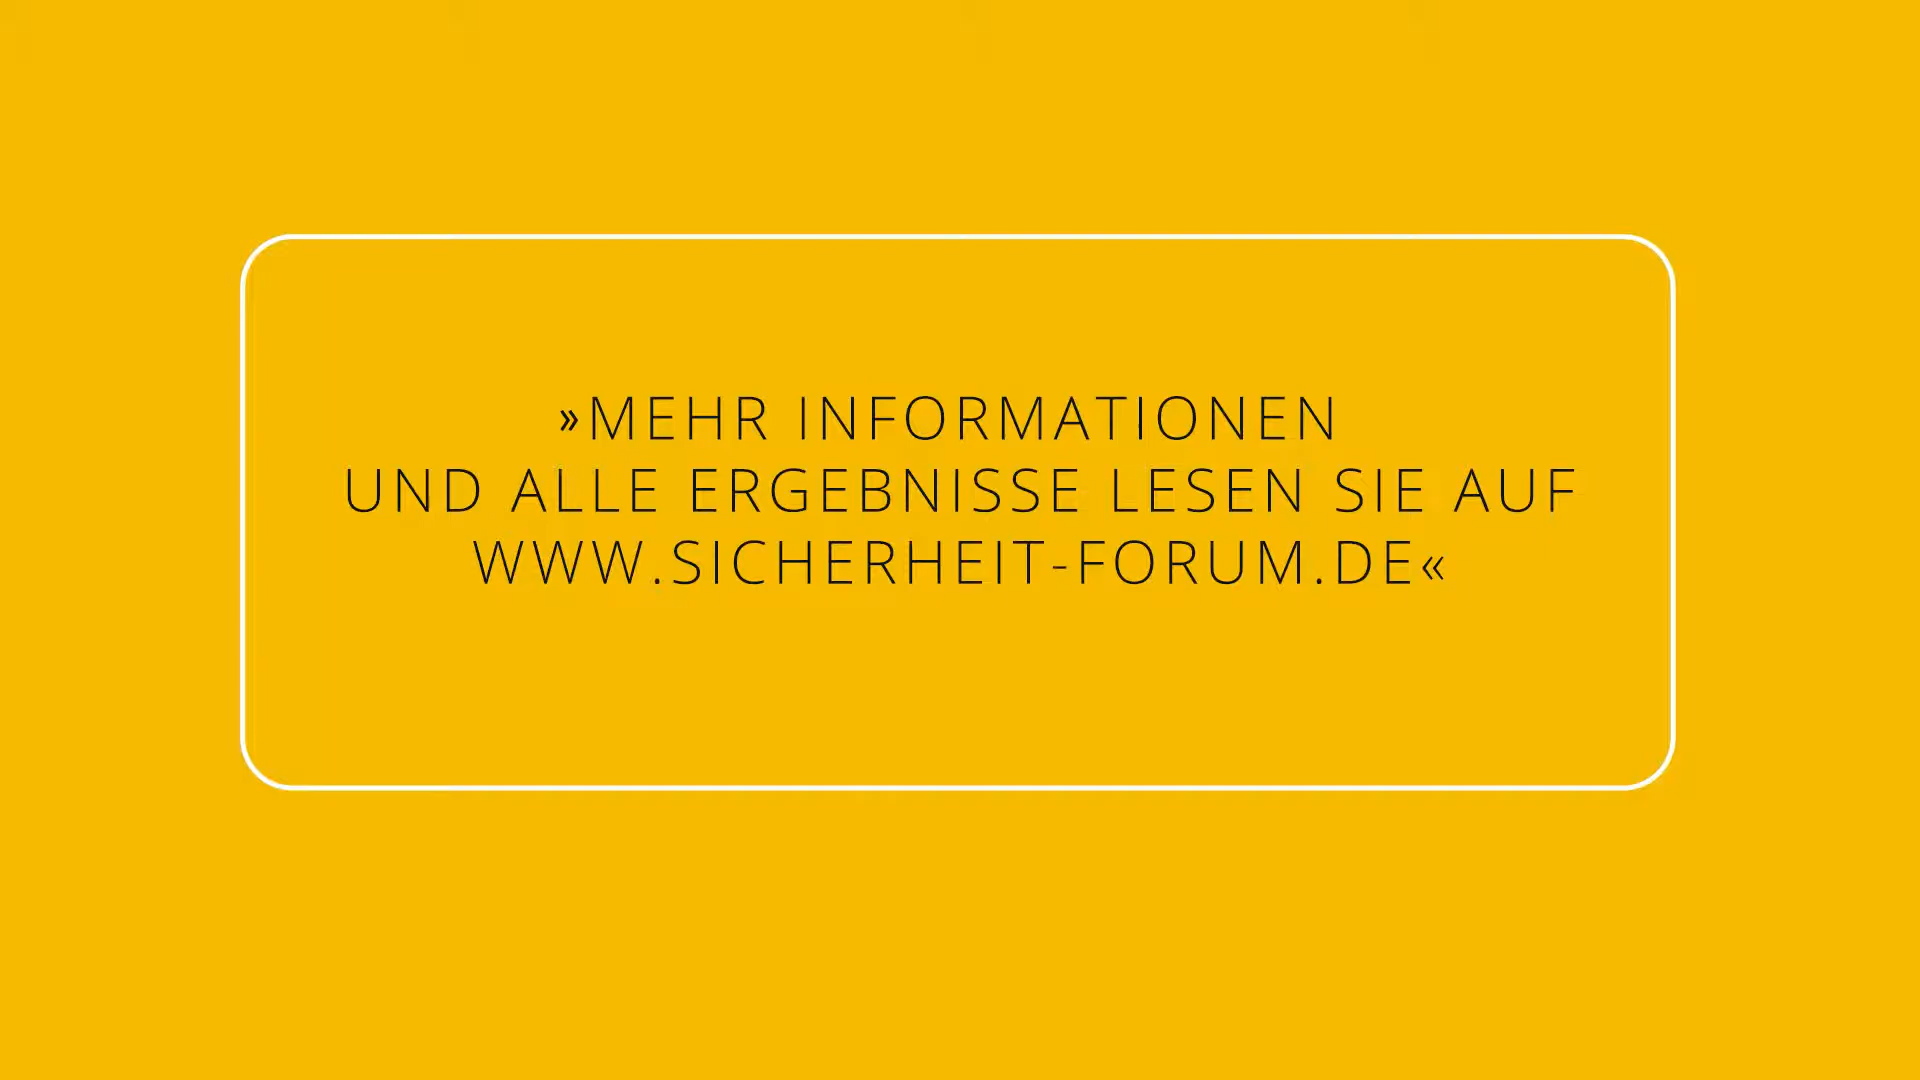 »MEHR INFORMATIONEN
UND ALLE ERGEBNISSE LESEN SIE AUF
WWW.SICHERHEIT-FORUM.DE«